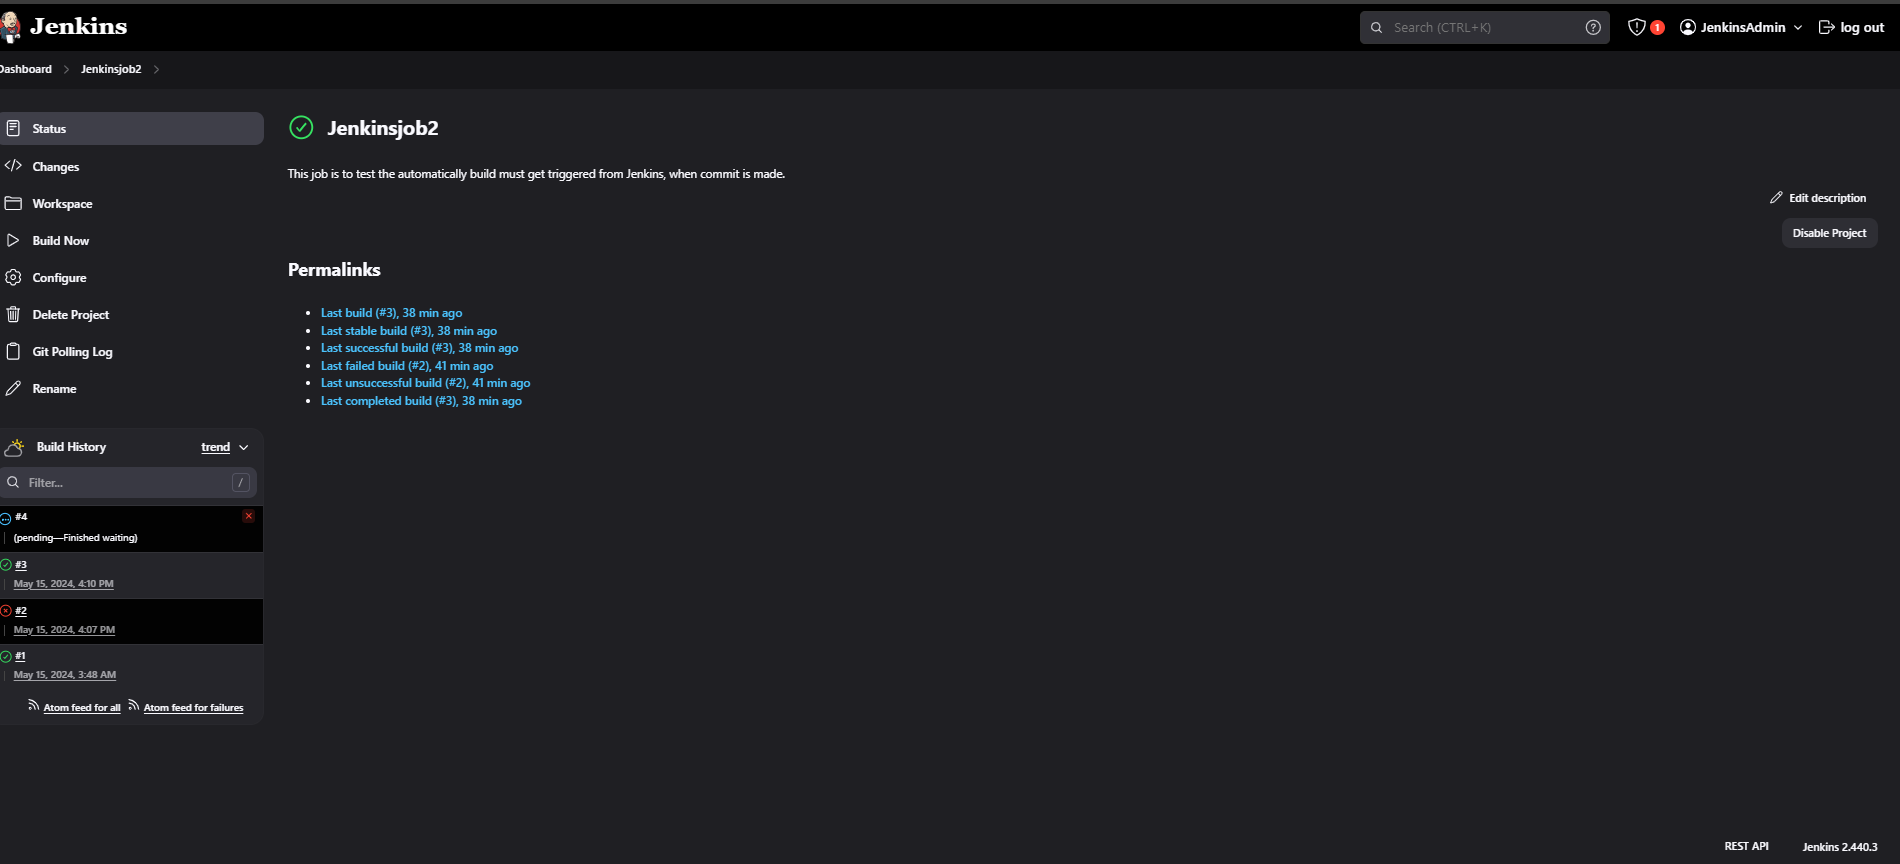 Jenkins
Search (CTRL+K)
?
1
JenkinsAdmin
log out
Dashboard
Jenkinsjob2
Status
Changes
Workspace
Build Now
Configure
Delete Project
Git Polling Log
Rename
Jenkinsjob2
This job is to test the automatically build must get triggered from Jenkins, when commit is made.
Edit description
Disable Project
Permalinks
Last build (#3), 38 min ago
Last stable build (#3), 38 min ago
Last successful build (#3), 38 min ago
Last failed build (#2), 41 min ago
Last unsuccessful build (#2), 41 min ago
Last completed build (#3), 38 min ago
Build History
trend
Filter...
/
#4
(pending—Finished waiting)
#3
May 15, 2024, 4:10 PM
#2
May 15, 2024, 4:07 PM
#1
May 15, 2024, 3:48 AM
Atom feed for all
Atom feed for failures
REST API
Jenkins 2.440.3